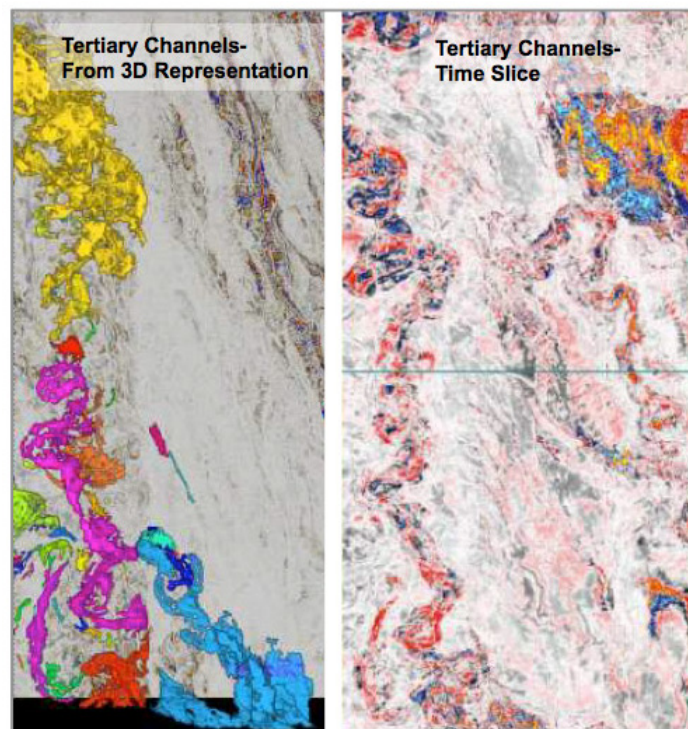 Tertiary Channels-
From 3D Representation
Tertiary Channels-
Time Slice